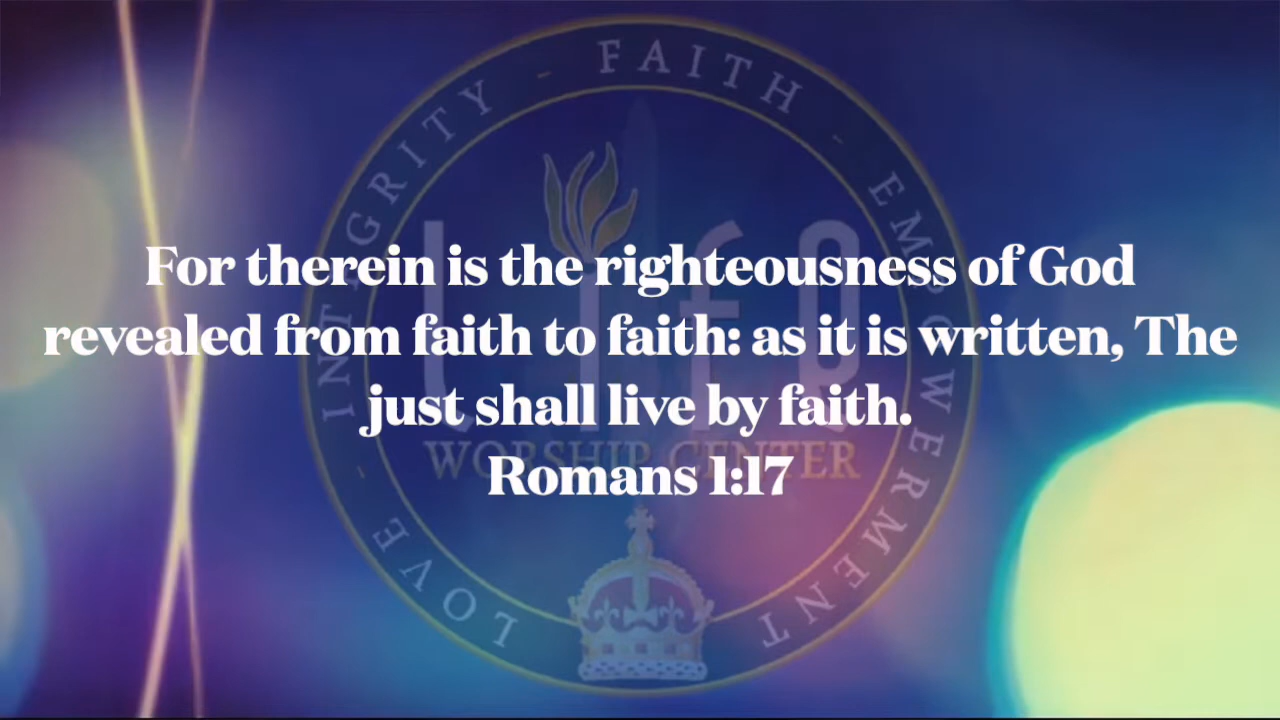 For therein is the righteousness of God
revealed from faith to faith: as it is written, The
just shall live by faith.
Romans 1:17
LOVE - INTEGRITY - FAITH - EMPOWERMENT
life
WORSHIP CENTER